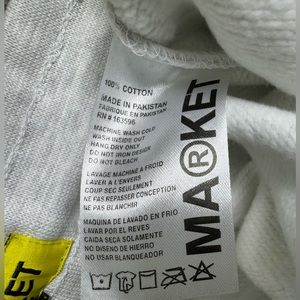 100% COTTON
MADE IN PAKISTAN
FABRIQUE EN PAKISTAN
RN # 163596
MACHINE WASH COLD
WASH INSIDE OUT
HAND DRY ONLY
DO NOT IRON DESIGN
DO NOT BLEACH
LAVAGE MACHINE A FROID
LAVER A L'ENVERS
COUP SEC SEULEMENT
NE PAS REPASSER CONCEPTION
NE PAS BLANCHIR
MAQUINA DE LAVADO EN FRIO
LAVAR POR EL REVES
CAIDA SECA SOLAMENTE
NO DISENO DE HIERRO
NO USAR BLANQUEADOR
MA®KET
ET